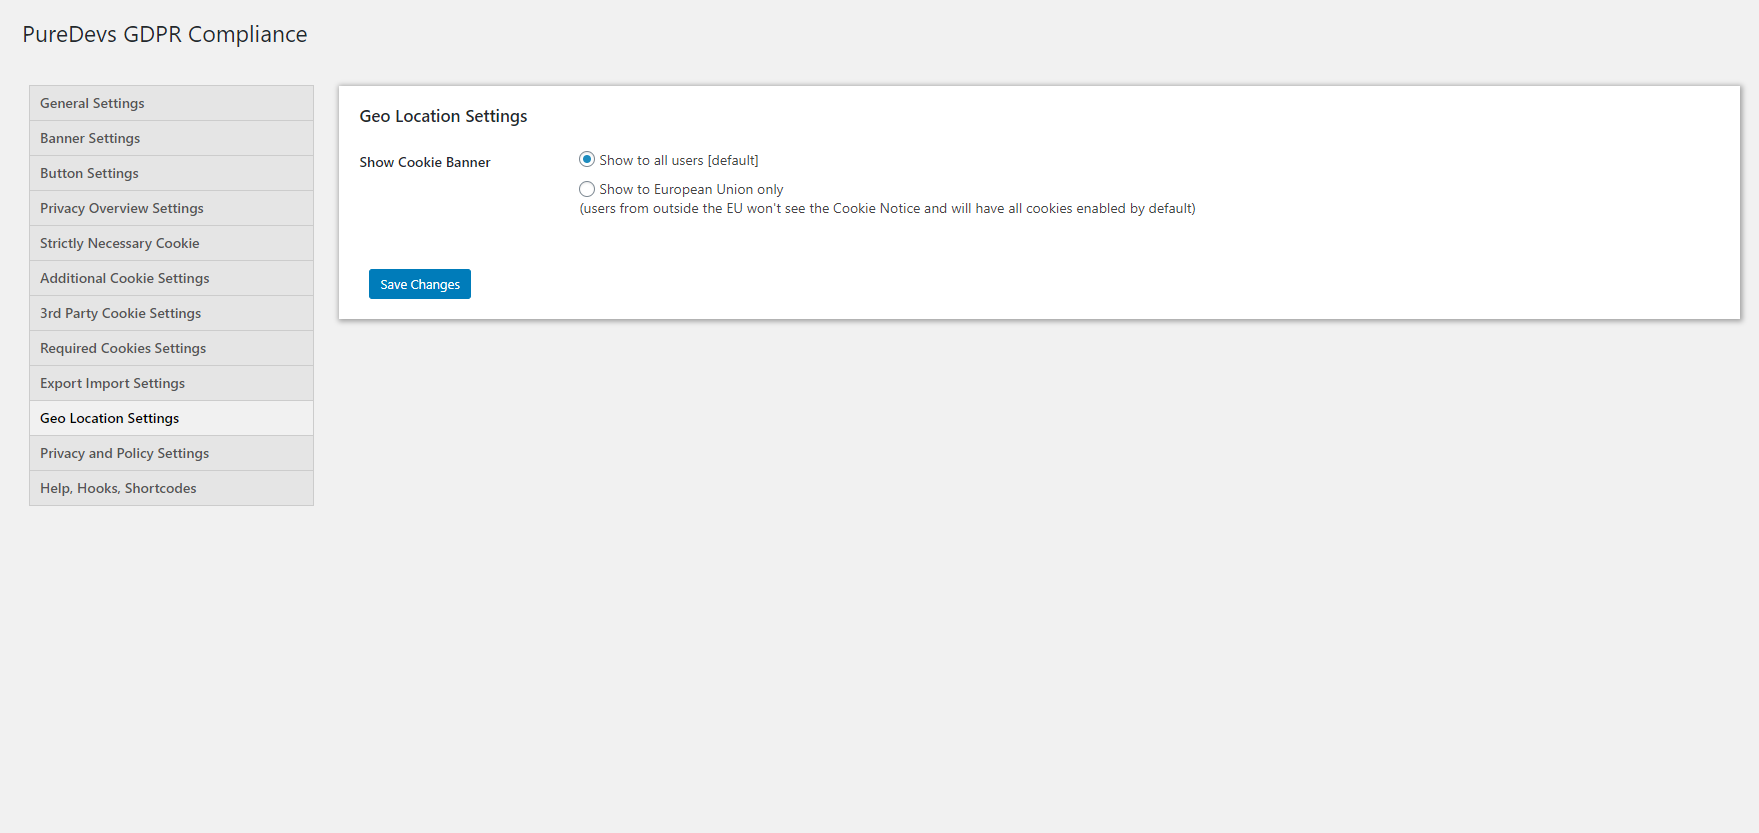 PureDevs GDPR Compliance
General Settings
Banner Settings
Button Settings
Privacy Overview Settings
Strictly Necessary Cookie
Additional Cookie Settings
3rd Party Cookie Settings
Required Cookies Settings
Export Import Settings
Geo Location Settings
Privacy and Policy Settings
Help, Hooks, Shortcodes
Geo Location Settings
Show Cookie Banner
Show to all users [default]
Show to European Union only
(users from outside the EU won't see the Cookie Notice and will have all cookies enabled by default)
Save Changes